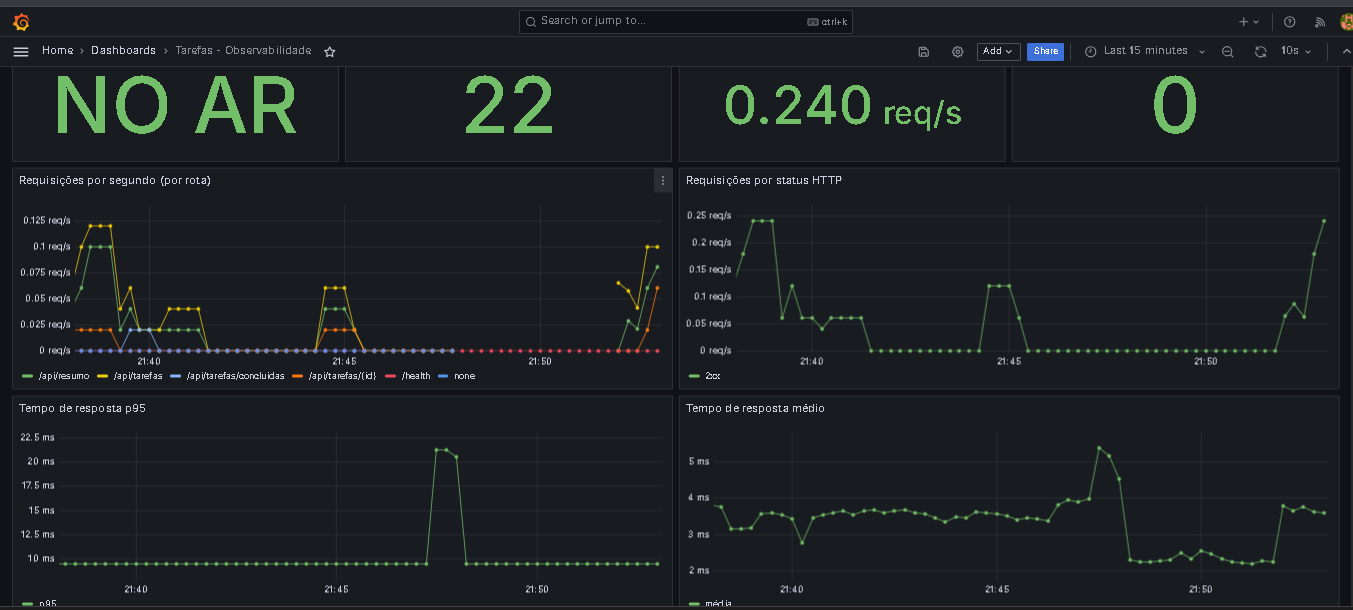 Search or jump to... ctrl+k
Home › Dashboards › Tarefas - Observabilidade
Add Share Last 15 minutes 10s
NO AR
22
0.240 req/s
0
Requisições por segundo (por rota)
0.125 req/s
0.1 req/s
0.075 req/s
0.05 req/s
0.025 req/s
0 req/s
21:40 21:45 21:50
/api/resumo /api/tarefas /api/tarefas/concluidas /api/tarefas/{id} /health none
Requisições por status HTTP
0.25 req/s
0.2 req/s
0.15 req/s
0.1 req/s
0.05 req/s
0 req/s
21:40 21:45 21:50
2xx
Tempo de resposta p95
22.5 ms
20 ms
17.5 ms
15 ms
12.5 ms
10 ms
21:40 21:45 21:50
p95
Tempo de resposta médio
5 ms
4 ms
3 ms
2 ms
21:40 21:45 21:50
média